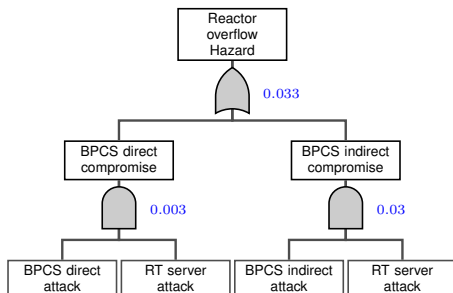 Reactor
overflow
Hazard
0.033
BPCS direct
compromise
BPCS indirect
compromise
0.003
0.03
BPCS direct
attack
RT server
attack
BPCS indirect
attack
RT server
attack